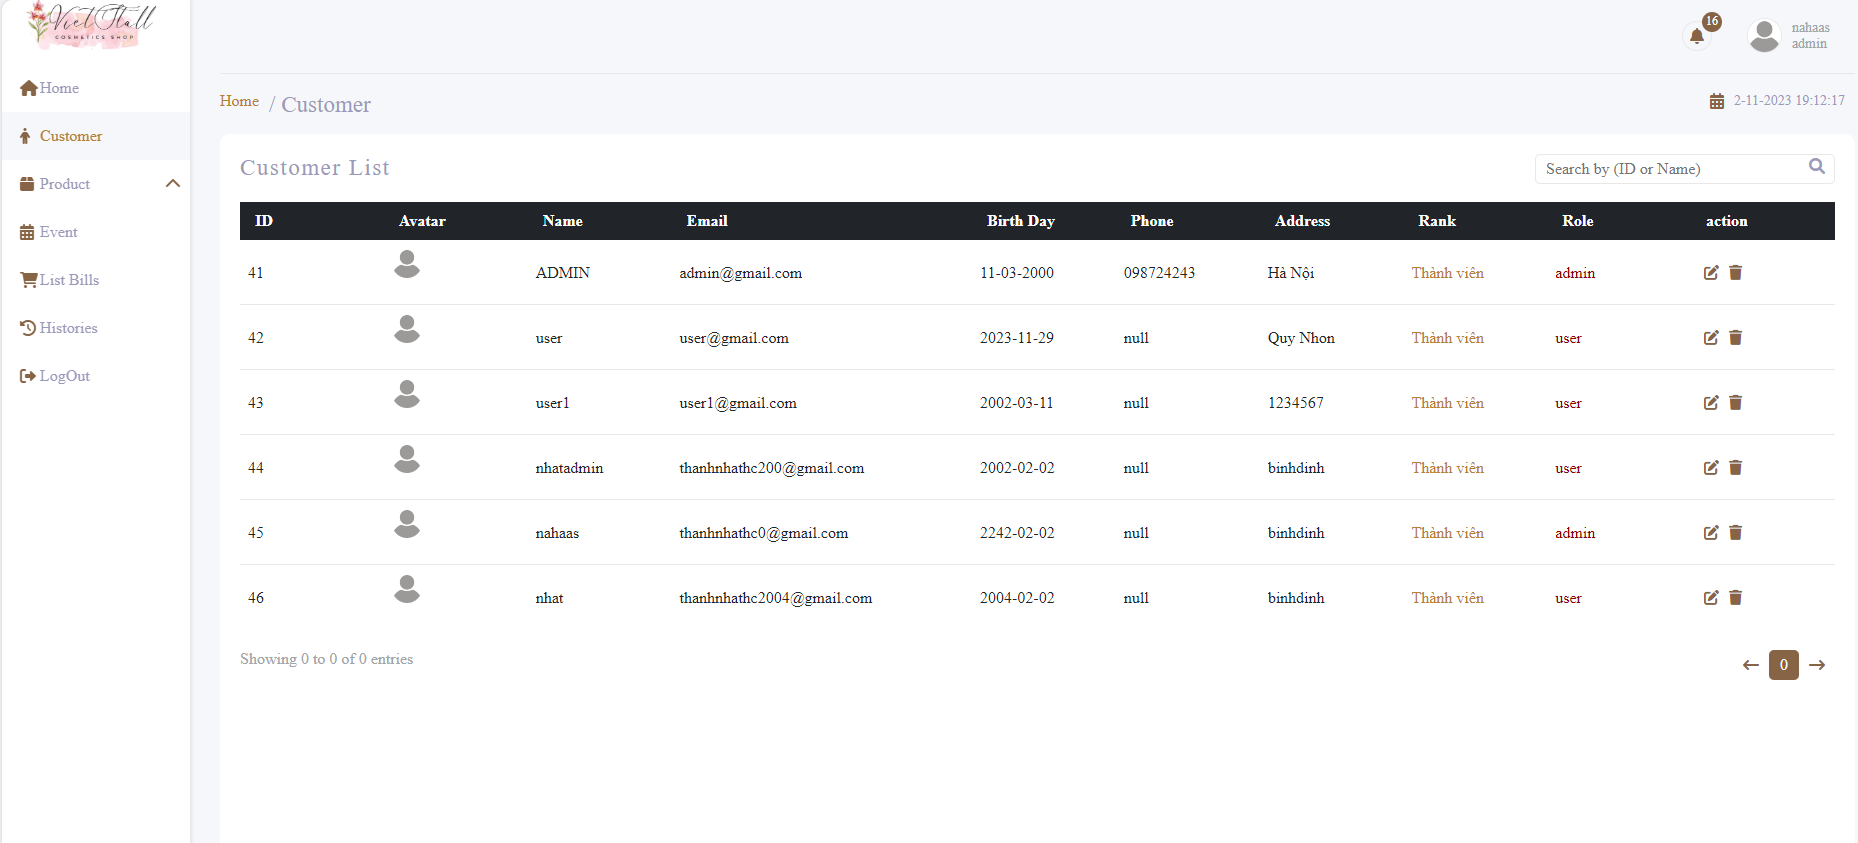 Viet Stall
COSMETICS SHOP
16
nahaas
admin
Home
Customer
Product
Event
List Bills
Histories
LogOut
Home / Customer
2-11-2023 19:12:17
Customer List
Search by (ID or Name)
ID Avatar Name Email Birth Day Phone Address Rank Role action
41 ADMIN admin@gmail.com 11-03-2000 098724243 Hà Nội Thành viên admin
42 user user@gmail.com 2023-11-29 null Quy Nhon Thành viên user
43 user1 user1@gmail.com 2002-03-11 null 1234567 Thành viên user
44 nhatadmin thanhnhathc200@gmail.com 2002-02-02 null binhdinh Thành viên user
45 nahaas thanhnhathc0@gmail.com 2242-02-02 null binhdinh Thành viên admin
46 nhat thanhnhathc2004@gmail.com 2004-02-02 null binhdinh Thành viên user
Showing 0 to 0 of 0 entries
0